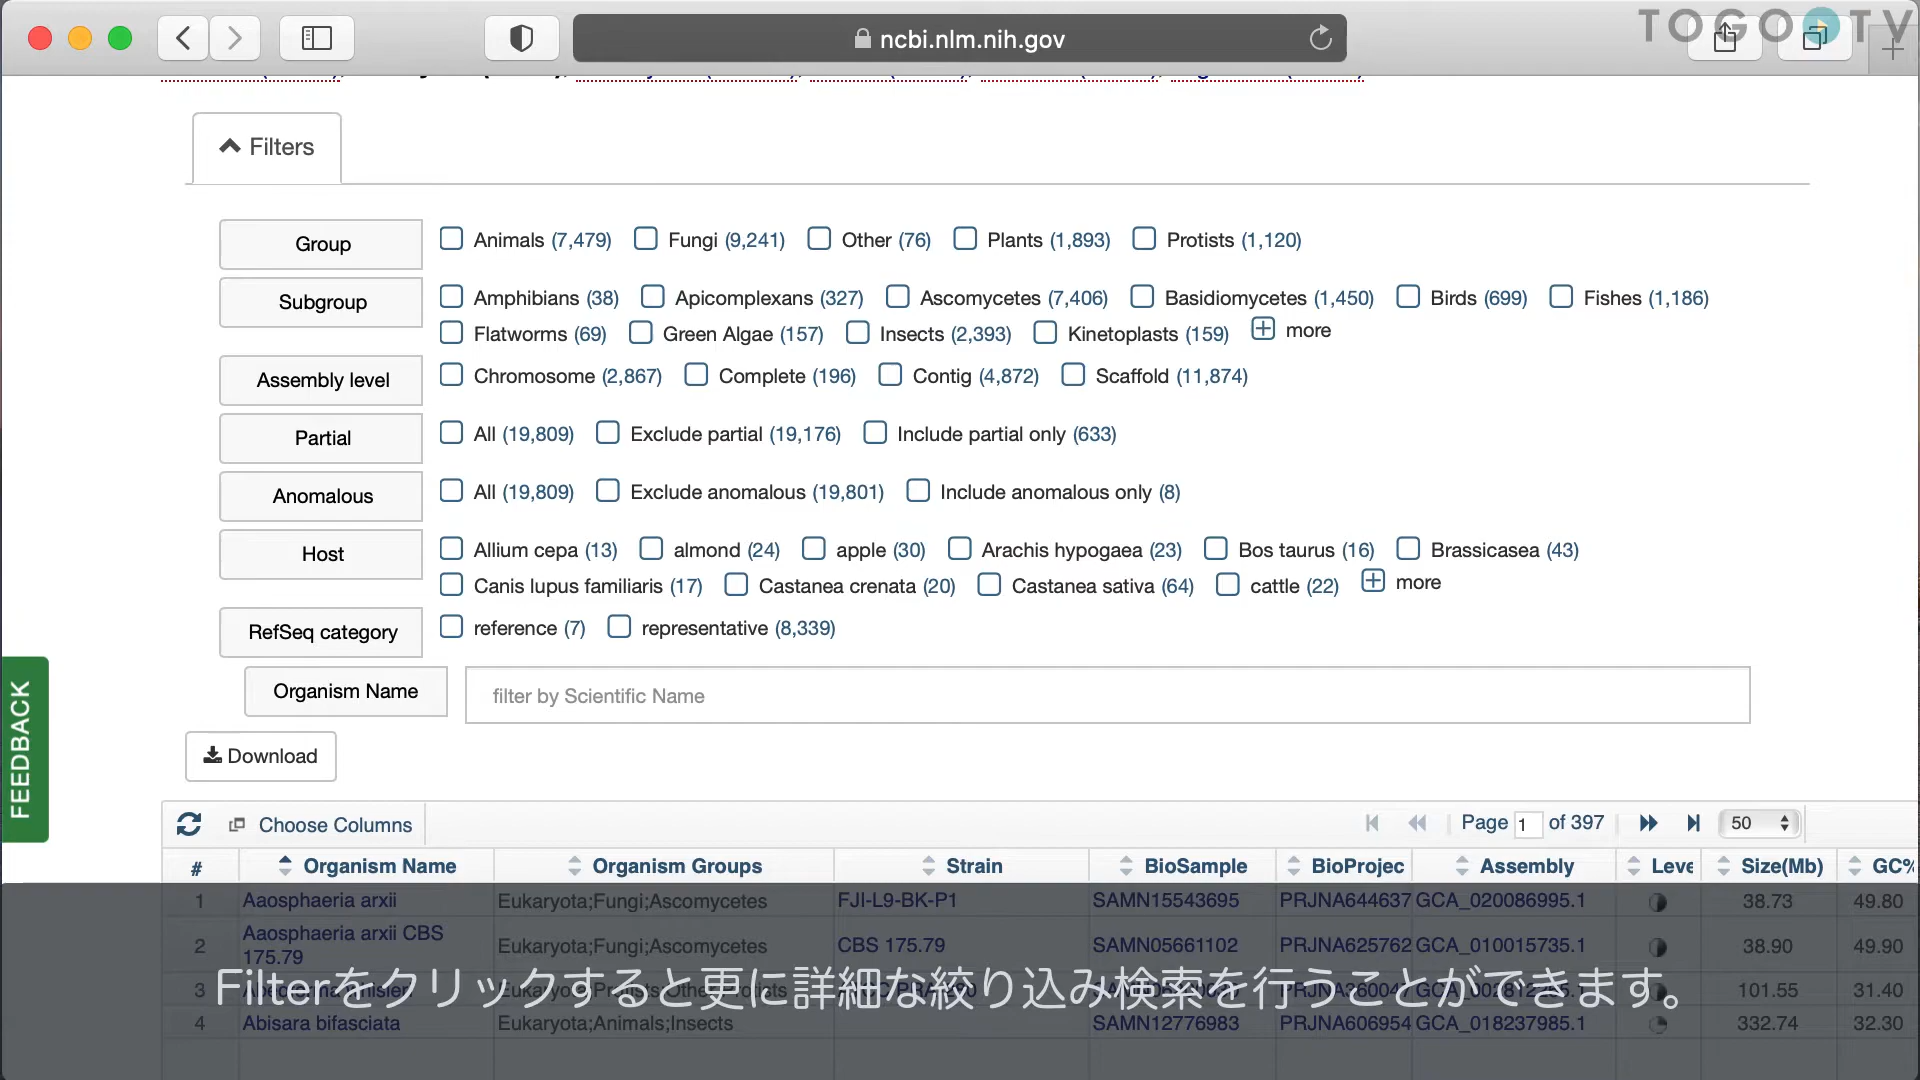 ncbi.nlm.nih.gov
TOGO TV
Filters
Group
Animals (7,479) Fungi (9,241) Other (76) Plants (1,893) Protists (1,120)
Subgroup
Amphibians (38) Apicomplexans (327) Ascomycetes (7,406) Basidiomycetes (1,450) Birds (699) Fishes (1,186)
Flatworms (69) Green Algae (157) Insects (2,393) Kinetoplasts (159) more
Assembly level
Chromosome (2,867) Complete (196) Contig (4,872) Scaffold (11,874)
Partial
All (19,809) Exclude partial (19,176) Include partial only (633)
Anomalous
All (19,809) Exclude anomalous (19,801) Include anomalous only (8)
Host
Allium cepa (13) almond (24) apple (30) Arachis hypogaea (23) Bos taurus (16) Brassicasea (43)
Canis lupus familiaris (17) Castanea crenata (20) Castanea sativa (64) cattle (22) more
RefSeq category
reference (7) representative (8,339)
Organism Name
filter by Scientific Name
FEEDBACK
Download
Choose Columns
Page 1 of 397
50
# Organism Name Organism Groups Strain BioSample BioProjec Assembly Leve Size(Mb) GC%
1 Aaosphaeria arxii Eukaryota;Fungi;Ascomycetes FJI-L9-BK-P1 SAMN15543695 PRJNA644637 GCA_020086995.1 38.73 49.80
2 Aaosphaeria arxii CBS 175.79 Eukaryota;Fungi;Ascomycetes CBS 175.79 SAMN05661102 PRJNA625762 GCA_010015735.1 38.90 49.90
3 101.55 31.40
4 Abisara bifasciata Eukaryota;Animals;Insects SAMN12776983 PRJNA606954 GCA_018237985.1 332.74 32.30
Filterをクリックすると更に詳細な絞り込み検索を行うことができます。